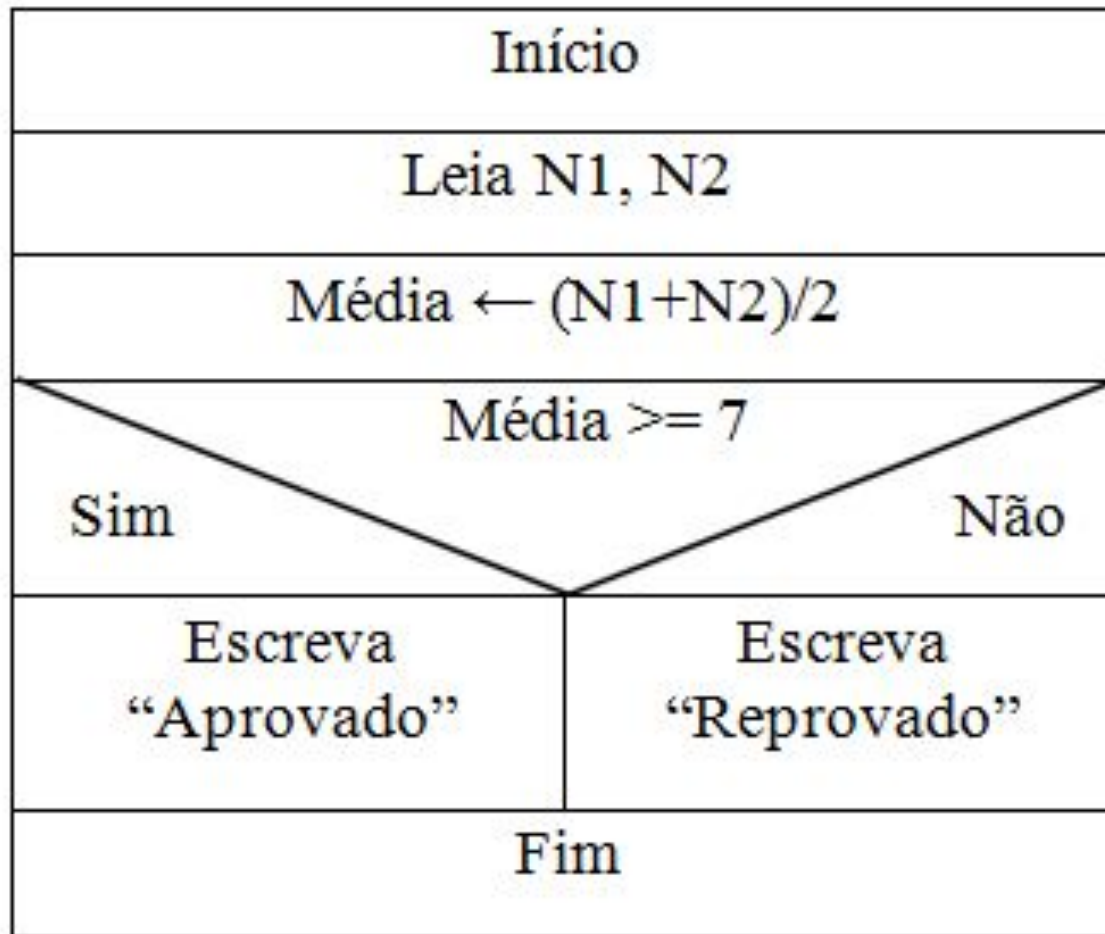 Início
Leia N1, N2
Média ← (N1+N2)/2
Média >= 7
Sim
Não
Escreva
“Aprovado”
Escreva
“Reprovado”
Fim